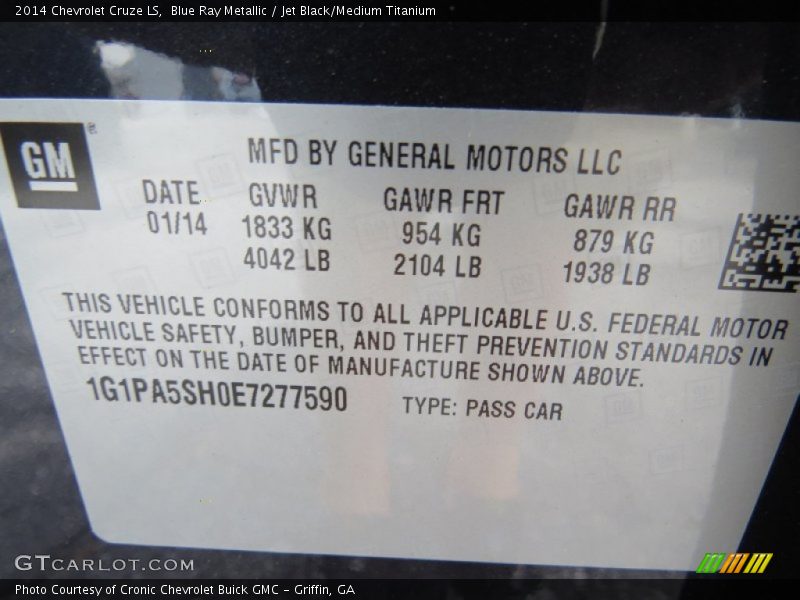 2014 Chevrolet Cruze LS, Blue Ray Metallic / Jet Black/Medium Titanium
GM®
MFD BY GENERAL MOTORS LLC
DATE GVWR GAWR FRT GAWR RR
01/14 1833 KG 954 KG 879 KG
4042 LB 2104 LB 1938 LB
THIS VEHICLE CONFORMS TO ALL APPLICABLE U.S. FEDERAL MOTOR
VEHICLE SAFETY, BUMPER, AND THEFT PREVENTION STANDARDS IN
EFFECT ON THE DATE OF MANUFACTURE SHOWN ABOVE.
1G1PA5SH0E7277590 TYPE: PASS CAR
GTCARLOT.COM
Photo Courtesy of Cronic Chevrolet Buick GMC – Griffin, GA